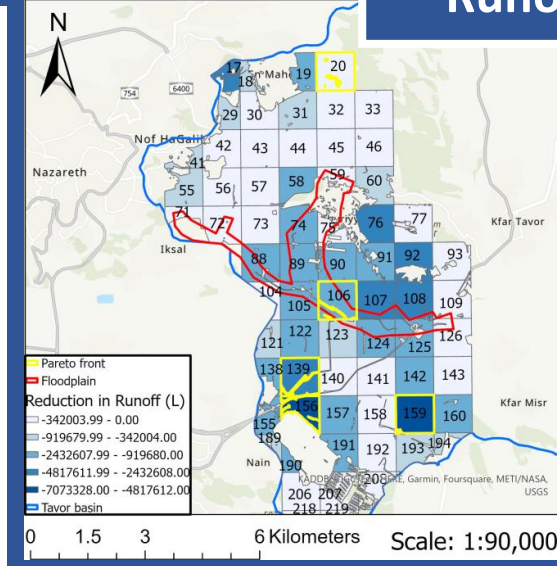 Runo
N
17 18 En Mahe 19 20
754 6400
29 30 31 32 33
Nof HaGalil 42 43 44 45 46
41
Nazareth 55 56 57 58 59 60
71 72 73 74 75 76 77
Kfar Tavor
Iksal 88 89 90 91 92 93
104 105 106 107 108 109
121 122 123 124 125 126
138 139 140 141 142 143
Kfar Misr
155 156 157 158 159 160
189
Nain 190 191 192 193 194
Garmin, Foursquare, METI/NASA,
USGS
206 207 208
218 219
Pareto front
Floodplain
Reduction in Runoff (L)
-342003.99 - 0.00
-919679.99 - -342004.00
-2432607.99 - -919680.00
-4817611.99 - -2432608.00
-7073328.00 - -4817612.00
Tavor basin
0 1.5 3 6 Kilometers
Scale: 1:90,000